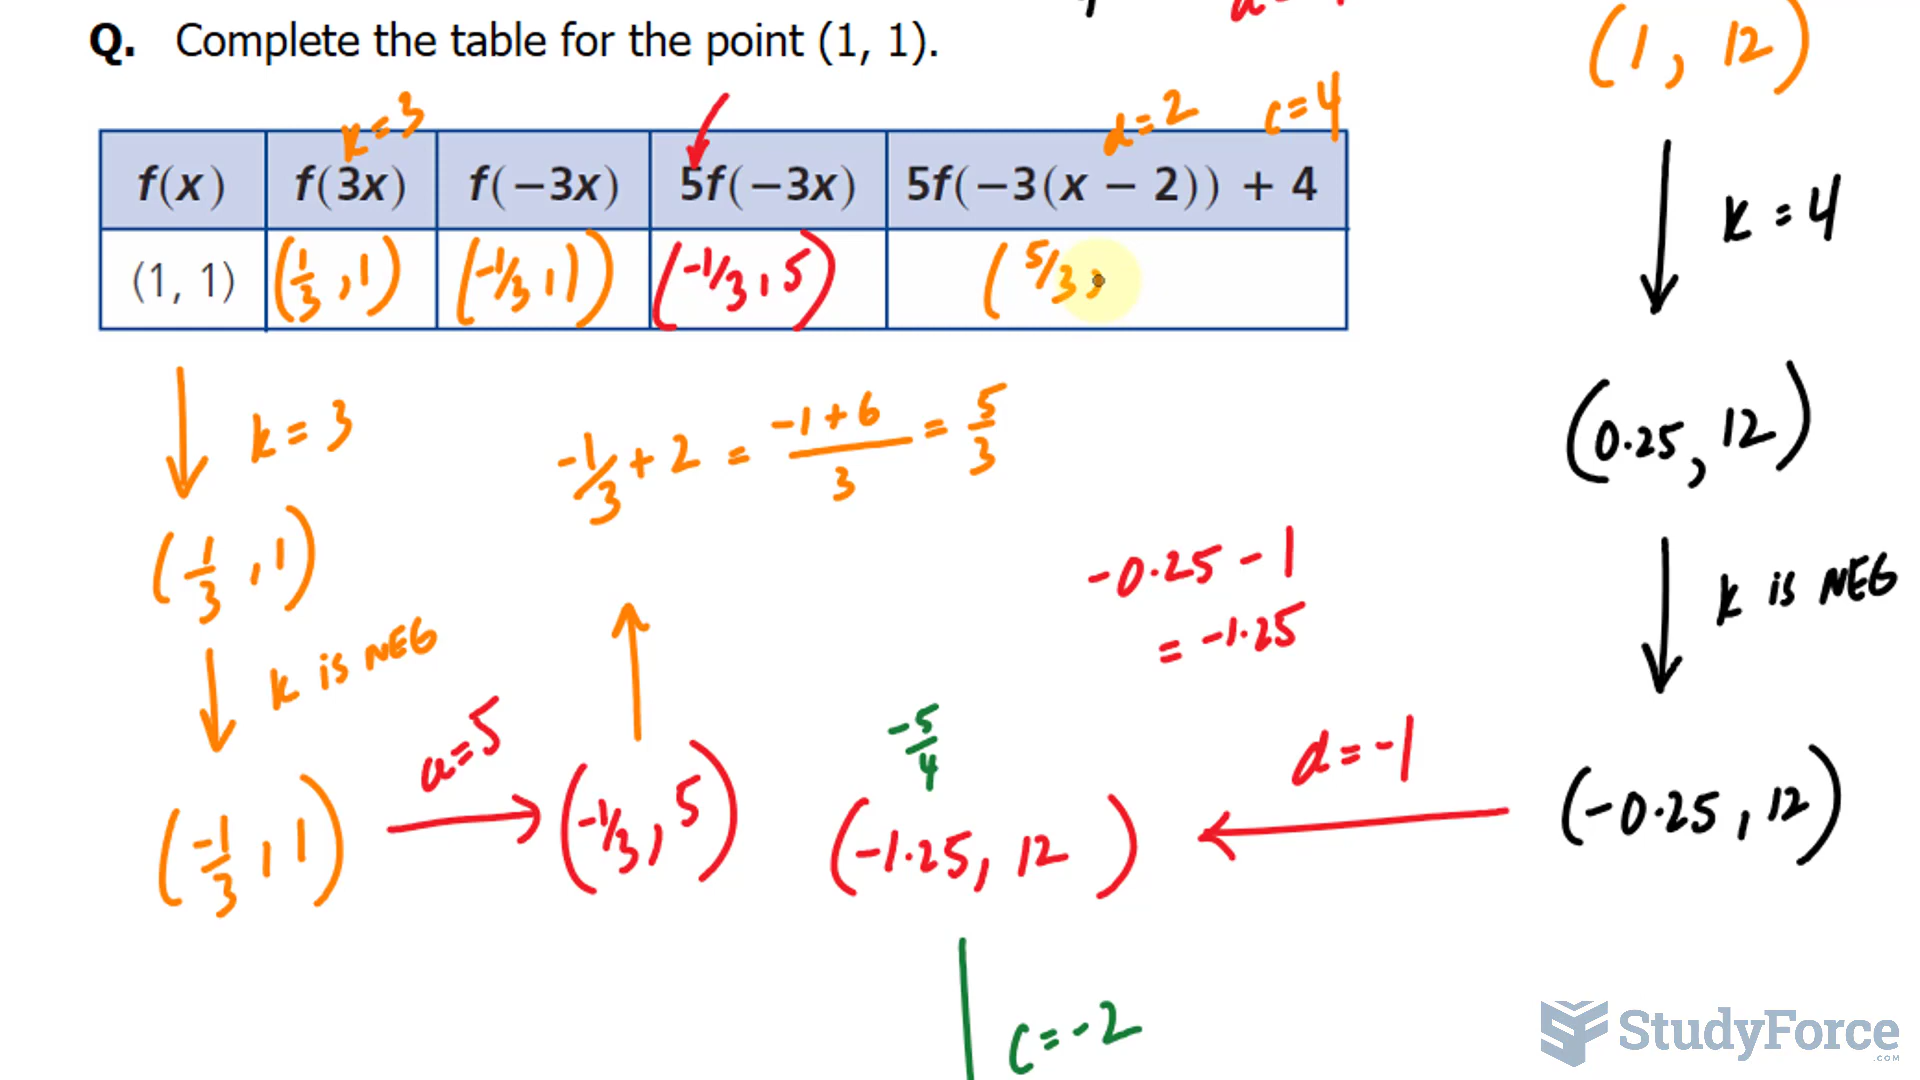 Q. Complete the table for the point (1, 1).
(1, 12)
k=3
d=2
c=4
f(x) f(3x) f(−3x) 5f(−3x) 5f(−3(x − 2)) + 4
(1, 1) (1/3, 1) (-1/3, 1) (-1/3, 5) (5/3,
k=4
k=3
-1/3 + 2 = -1+6/3 = 5/3
(0.25, 12)
(1/3, 1)
-0.25 - 1
= -1.25
k is NEG
k is NEG
a=5
-5/4
d=-1
(-1/3, 1)
(-1/3, 5)
(-1.25, 12)
(-0.25, 12)
c=-2
StudyForce
.COM